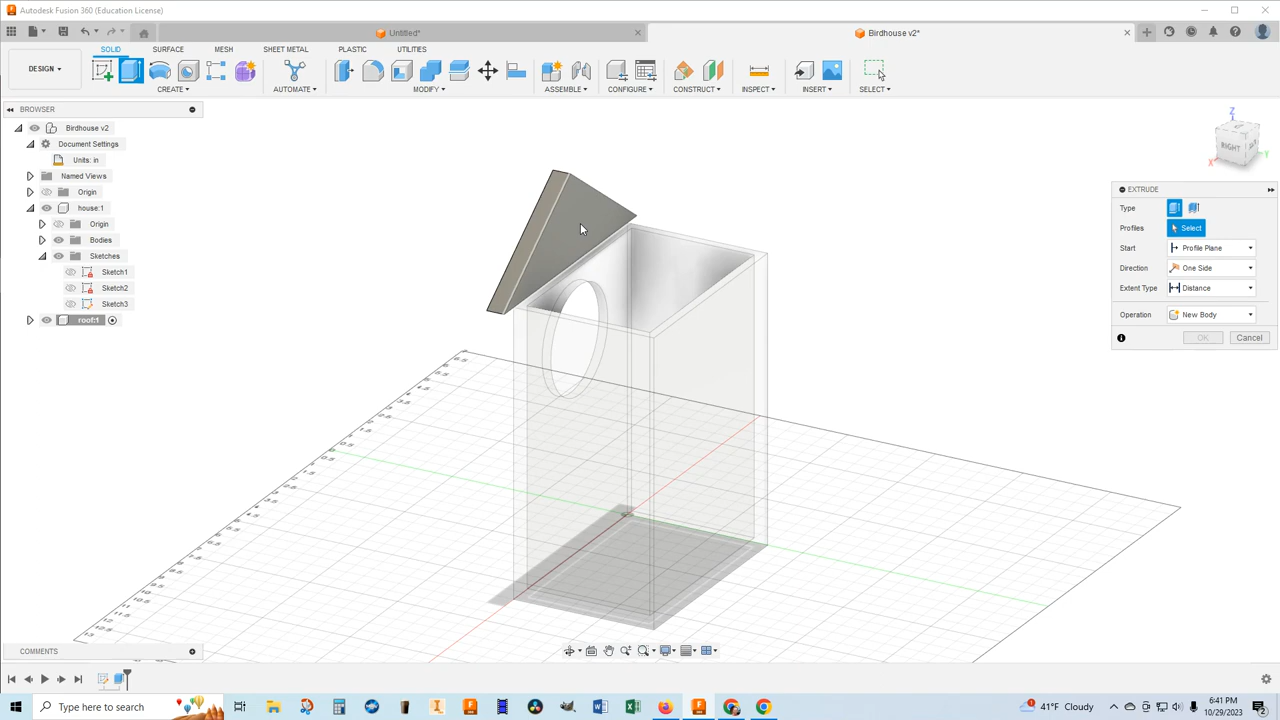 Autodesk Fusion 360 (Education License)
Untitled*
Birdhouse v2*
DESIGN
SOLID SURFACE MESH SHEET METAL PLASTIC UTILITIES
CREATE AUTOMATE MODIFY ASSEMBLE CONFIGURE CONSTRUCT INSPECT INSERT SELECT
BROWSER
Birdhouse v2
Document Settings
Units: in
Named Views
Origin
house:1
Origin
Bodies
Sketches
Sketch1
Sketch2
Sketch3
roof:1
Z
RIGHT
X
Y
EXTRUDE
Type
Profiles Select
Start Profile Plane
Direction One Side
Extent Type Distance
Operation New Body
OK Cancel
COMMENTS
Type here to search
41°F Cloudy
6:41 PM
10/29/2023